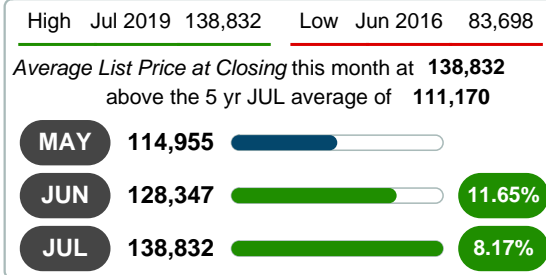 High Jul 2019 138,832 Low Jun 2016 83,698
Average List Price at Closing this month at 138,832
above the 5 yr JUL average of 111,170
MAY 114,955
JUN 128,347 11.65%
JUL 138,832 8.17%